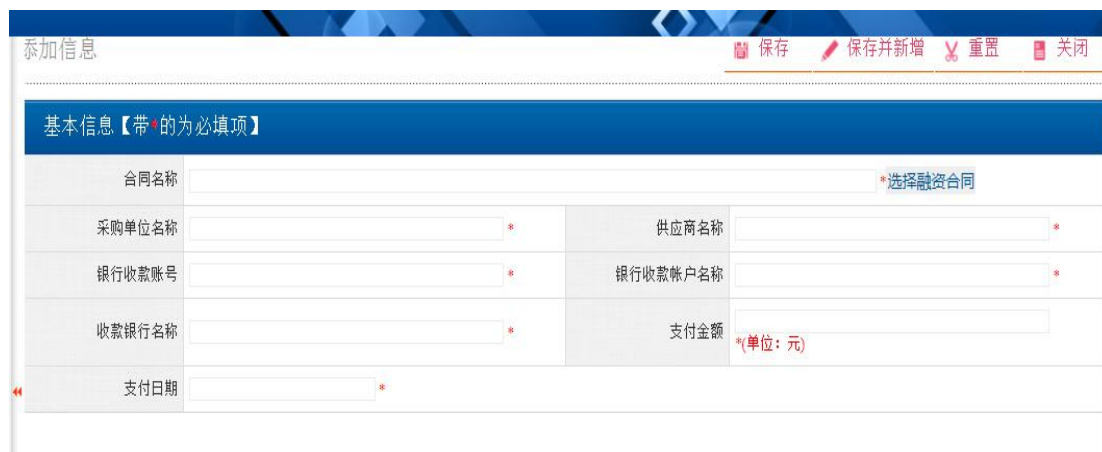 添加信息
保存 保存并新增 重置 关闭
基本信息【带*的为必填项】
合同名称 *选择融资合同
采购单位名称 * 供应商名称 *
银行收款账号 * 银行收款帐户名称 *
收款银行名称 * 支付金额 *(单位：元)
支付日期 *